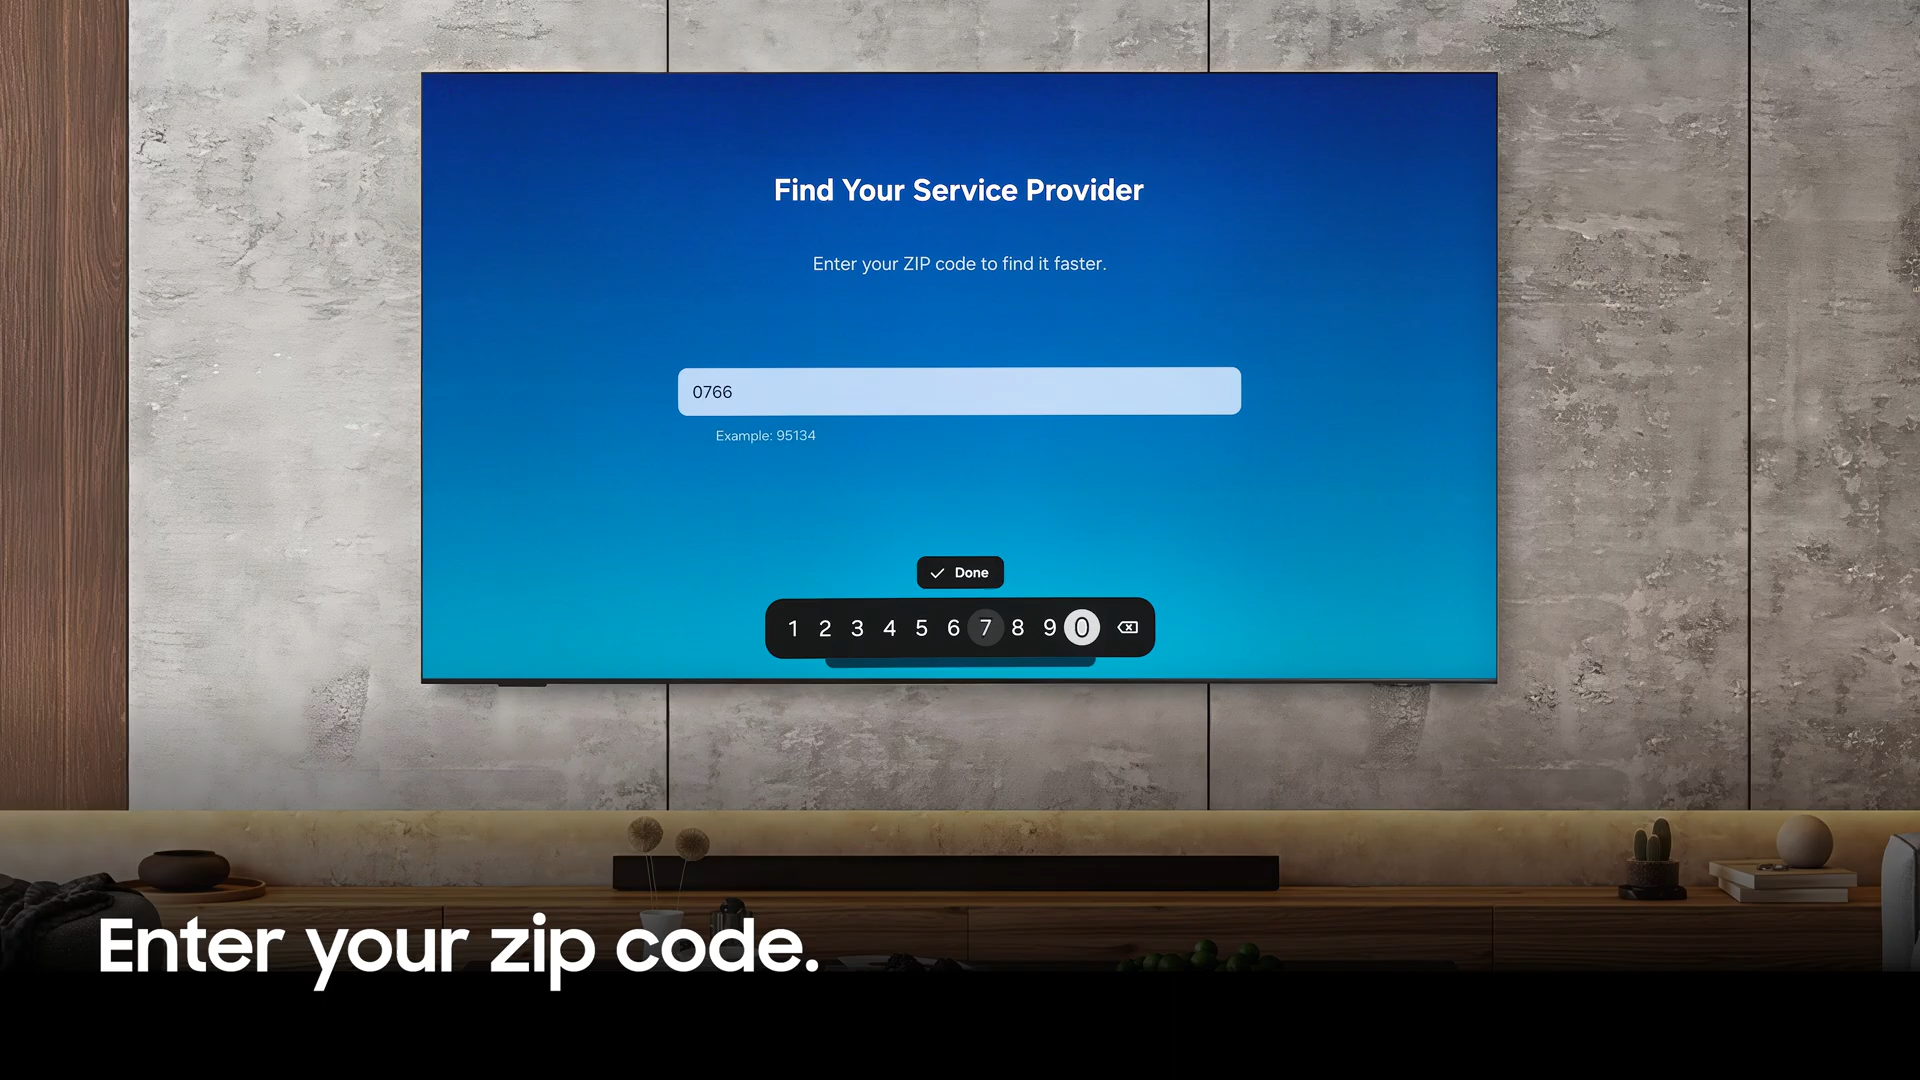 Find Your Service Provider
Enter your ZIP code to find it faster.
0766
Example: 95134
Done
1 2 3 4 5 6 7 8 9 0
Enter your zip code.